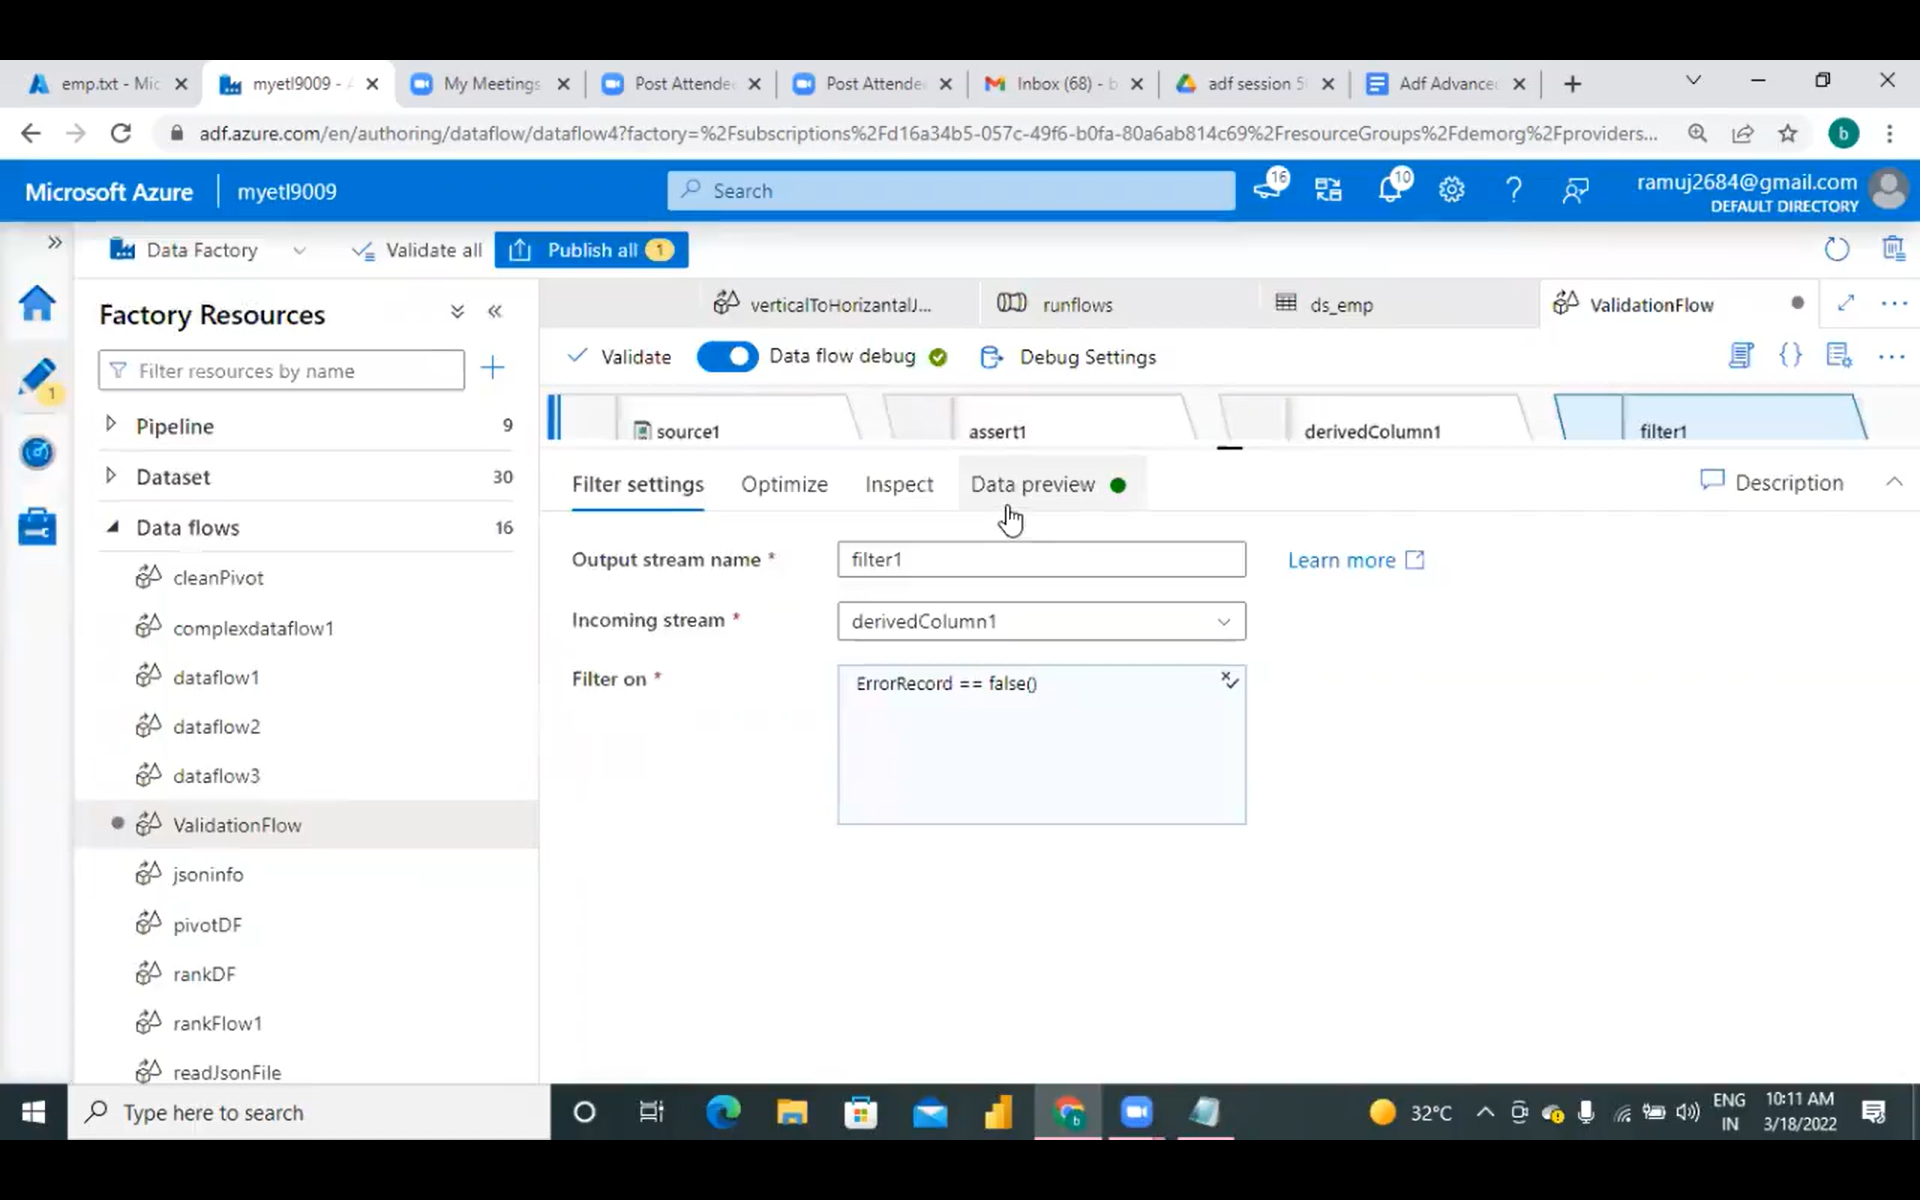 emp.txt - Mic
myetl9009 - A
My Meetings
Post Attende
Post Attende
Inbox (68) - b
adf session 5
Adf Advance
adf.azure.com/en/authoring/dataflow/dataflow4?factory=%2Fsubscriptions%2Fd16a34b5-057c-49f6-b0fa-80a6ab814c69%2FresourceGroups%2Fdemorg%2Fproviders...
b
Microsoft Azure
myetl9009
Search
16
10
?
ramuj2684@gmail.com
DEFAULT DIRECTORY
Data Factory
Validate all
Publish all 1
Factory Resources
Filter resources by name
1
Pipeline 9
Dataset 30
Data flows 16
cleanPivot
complexdataflow1
dataflow1
dataflow2
dataflow3
ValidationFlow
jsoninfo
pivotDF
rankDF
rankFlow1
readJsonFile
verticalToHorizantalJ...
runflows
ds_emp
ValidationFlow
Validate
Data flow debug
Debug Settings
source1
assert1
derivedColumn1
filter1
Filter settings
Optimize
Inspect
Data preview
Description
Output stream name *
filter1
Learn more
Incoming stream *
derivedColumn1
Filter on *
ErrorRecord == false()
Type here to search
32°C
ENG
IN
10:11 AM
3/18/2022